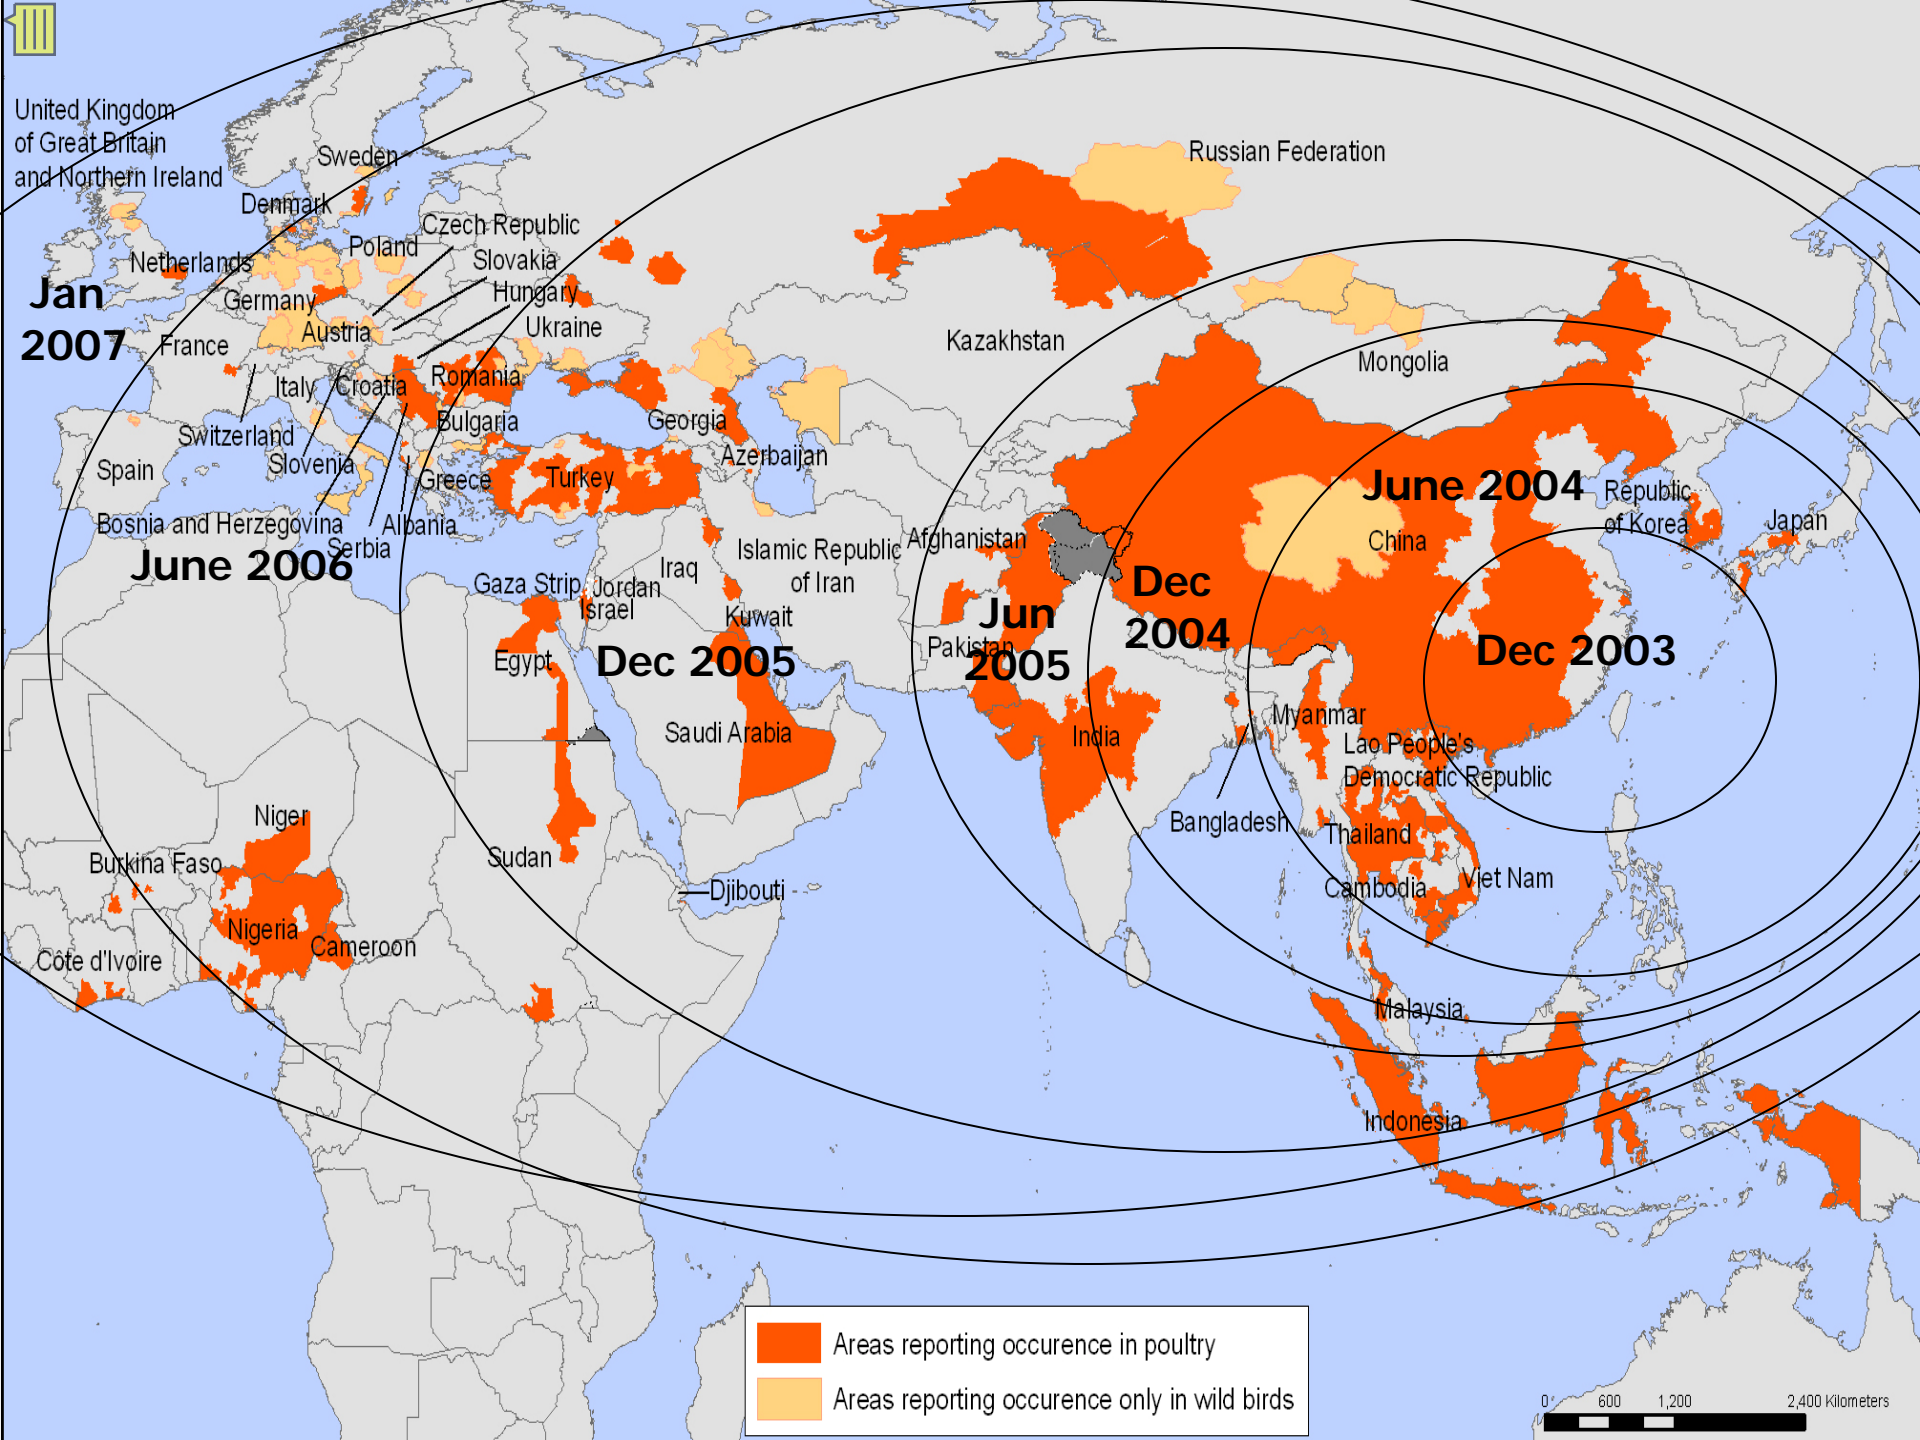 United Kingdom
of Great Britain
and Northern Ireland
Sweden
Denmark
Russian Federation
Czech Republic
Poland
Slovakia
Netherlands
Hungary
Jan
2007
Germany
Austria
Ukraine
France
Kazakhstan
Mongolia
Italy
Croatia
Romania
Bulgaria
Georgia
Switzerland
Slovenia
Azerbaijan
Spain
Greece
Turkey
June 2004
Republic
of Korea
Japan
Bosnia and Herzegovina
Albania
Serbia
June 2006
Afghanistan
China
Islamic Republic
of Iran
Iraq
Gaza Strip
Jordan
Israel
Kuwait
Dec
2004
Jun
2005
Pakistan
Dec 2003
Egypt
Dec 2005
Saudi Arabia
India
Myanmar
Lao People's
Democratic Republic
Bangladesh
Thailand
Niger
Burkina Faso
Sudan
Djibouti
Cambodia
Viet Nam
Nigeria
Cameroon
Côte d'Ivoire
Malaysia
Indonesia
Areas reporting occurence in poultry
Areas reporting occurence only in wild birds
0 600 1,200 2,400 Kilometers